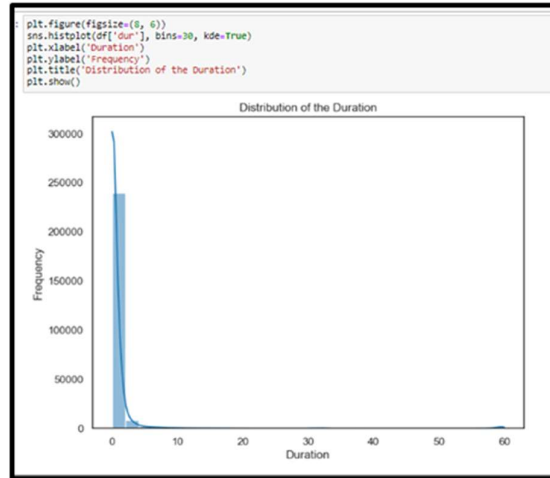 plt.figure(figsize=(8, 6))
sns.histplot(df['dur'], bins=30, kde=True)
plt.xlabel('Duration')
plt.ylabel('Frequency')
plt.title('Distribution of the Duration')
plt.show()
Distribution of the Duration
300000
250000
200000
150000
100000
50000
0
Frequency
0 10 20 30 40 50 60
Duration